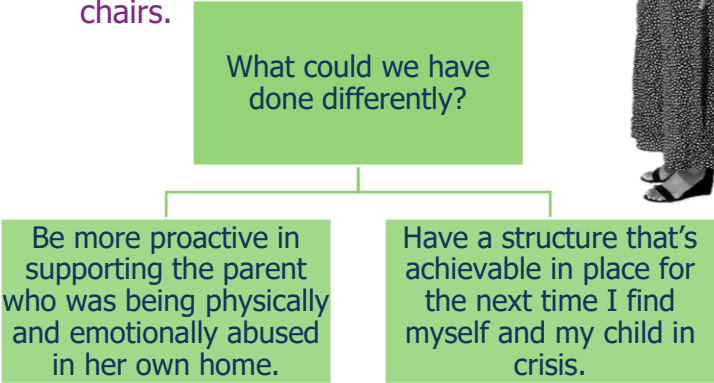 chairs.
What could we have
done differently?
Be more proactive in
supporting the parent
who was being physically
and emotionally abused
in her own home.
Have a structure that's
achievable in place for
the next time I find
myself and my child in
crisis.